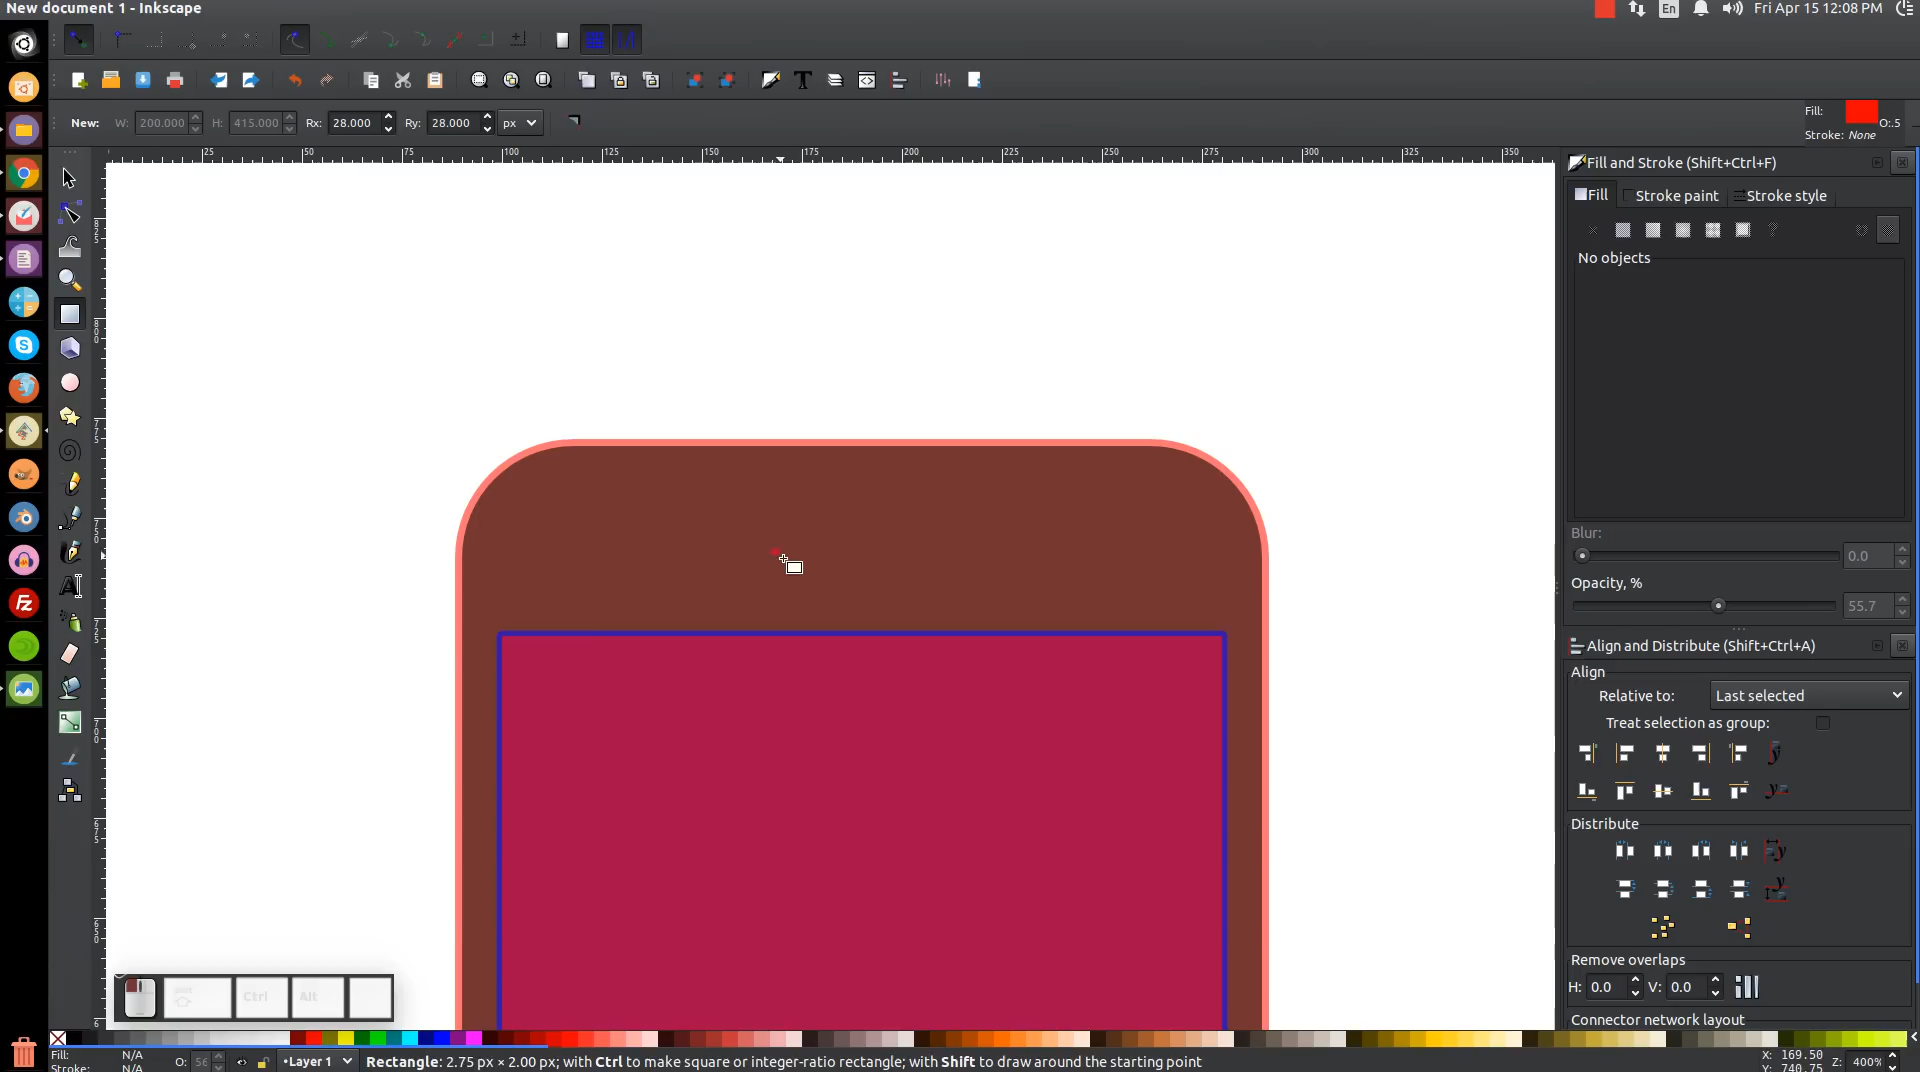 New document 1 - Inkscape
En
Fri Apr 15 12:08 PM
New:
W: 200.000
H: 415.000
Rx: 28.000
Ry: 28.000
px
Fill:
O:.5
Stroke: None
25
50
75
100
125
150
175
200
225
250
275
300
325
350
Fill and Stroke (Shift+Ctrl+F)
Fill
Stroke paint
Stroke style
No objects
Blur:
0.0
Opacity, %
55.7
Align and Distribute (Shift+Ctrl+A)
Align
Relative to:
Last selected
Treat selection as group:
Distribute
Remove overlaps
H: 0.0
V: 0.0
Connector network layout
Shift
Ctrl
Alt
Fill:
N/A
Stroke:
N/A
O: 56
•Layer 1
Rectangle: 2.75 px × 2.00 px; with Ctrl to make square or integer-ratio rectangle; with Shift to draw around the starting point
X: 169.50
Y: 740.75
Z: 400%